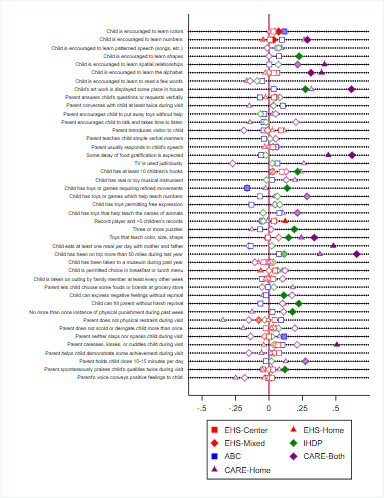 Child is encouraged to learn colors
Child is encouraged to learn numbers
Child is encouraged to learn patterned speech (songs, etc.)
Child is encouraged to learn shapes
Child is encouraged to learn spatial relationships
Child is encouraged to learn the alphabet
Child is encouraged to learn to read a few words
Child's art work is displayed some place in house
Parent answers child's questions or requests verbally
Parent converses with child at least twice during visit
Parent encourages child to put away toys without help
Parent encourages child to talk and takes time to listen
Parent introduces visitor to child
Parent teaches child simple verbal manners
Parent usually responds to child's speech
Some delay of food gratification is expected
TV is used judiciously
Child has at least 10 children's books
Child has real or toy musical instrument
Child has toys or games requiring refined movements
Child has toys or games which help teach numbers
Child has toys permitting free expression
Child has toys that help teach the names of animals
Record player and >5 children's records
Three or more puzzles
Toys that teach color, size, shape
Child eats at least one meal per day with mother and father
Child has been on trip more than 50 miles during last year
Child has been taken to a museum during past year
Child is permitted choice in breakfast or lunch menu
Child is taken on outing by family member at least every other week
Parent lets child choose some foods or brands at grocery store
Child can express negative feelings without reprisal
Child can hit parent without harsh reprisal
No more than once instance of physical punishment during past week
Parent does not physical restraint during visit
Parent does not scold or derogate child more than once
Parent neither slaps nor spanks child during visit
Parent caresses, kisses, or cuddles child during visit
Parent helps child demonstrate some achievement during visit
Parent holds child close 10-15 minutes per day
Parent spontaneously praises child's qualities twice during visit
Parent's voice conveys positive feelings to child
-.5 -.25 0 .25 .5
EHS-Center EHS-Home
EHS-Mixed IHDP
ABC CARE-Both
CARE-Home